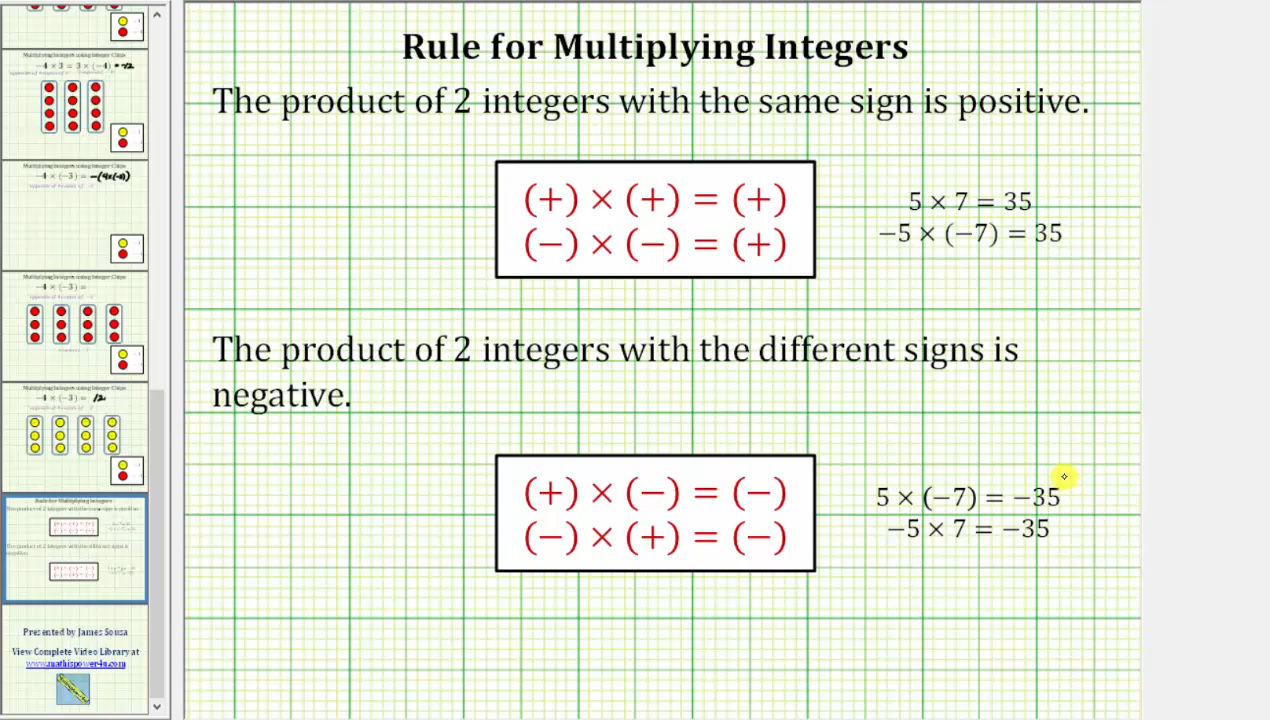 Multiplying Integers using Integer Chips
−4 × 3 = 3 × (−4) = -12
Multiplying Integers using Integer Chips
−4 × (−3) = -(4×(-3))
Multiplying Integers using Integer Chips
−4 × (−3) =
Multiplying Integers using Integer Chips
−4 × (−3) = 12
Rule for Multiplying Integers
Presented by James Sousa
View Complete Video Library at
www.mathispower4u.com
Rule for Multiplying Integers
The product of 2 integers with the same sign is positive.
(+) × (+) = (+)
(−) × (−) = (+)
5 × 7 = 35
−5 × (−7) = 35
The product of 2 integers with the different signs is
negative.
(+) × (−) = (−)
(−) × (+) = (−)
5 × (−7) = −35
−5 × 7 = −35